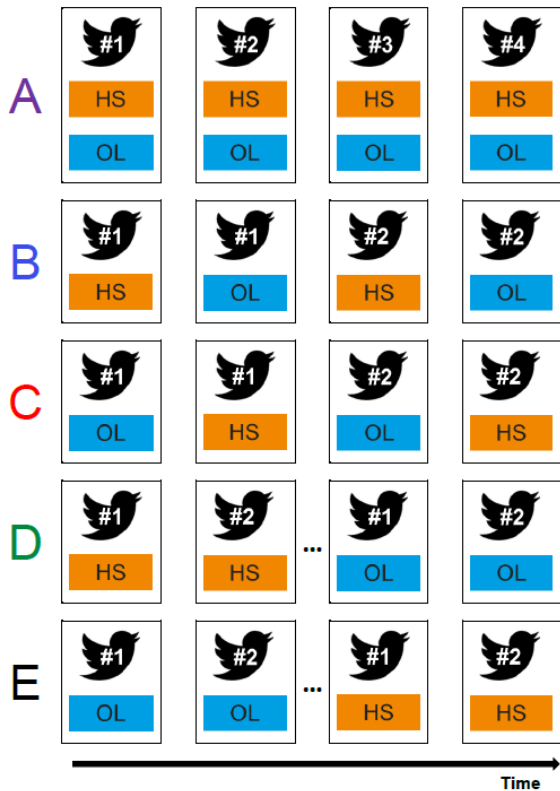 A
#1 #2 #3 #4
HS HS HS HS
OL OL OL OL
B
#1 #1 #2 #2
HS OL HS OL
C
#1 #1 #2 #2
OL HS OL HS
D
#1 #2 ... #1 #2
HS HS OL OL
E
#1 #2 ... #1 #2
OL OL HS HS
Time